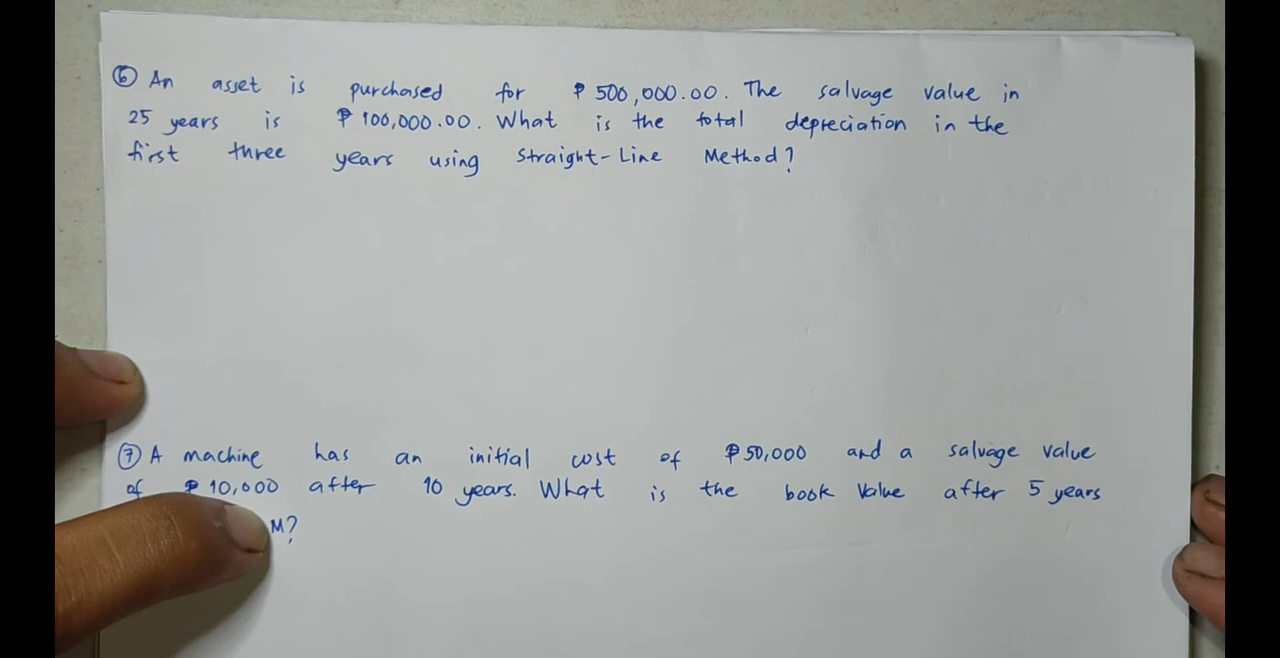 ⑥ An asset is purchased for ₱ 500,000.00. The salvage value in
25 years is ₱ 100,000.00. What is the total depreciation in the
first three years using Straight-Line Method?
⑦ A machine has an initial cost of ₱50,000 and a salvage value
of ₱ 10,000 after 10 years. What is the book value after 5 years
M?